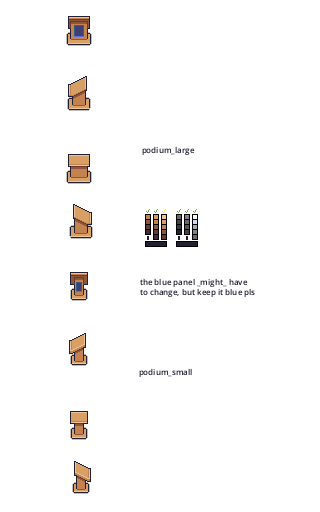 podium_large
the blue panel _might_ have
to change, but keep it blue pls
podium_small